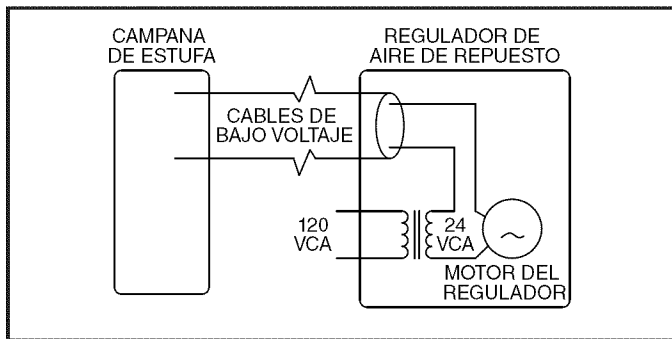 CAMPANA
DE ESTUFA
REGULADOR DE
AIRE DE REPUESTO
CABLES DE
BAJO VOLTAJE
120
VCA
24
VCA
MOTOR DEL
REGULADOR